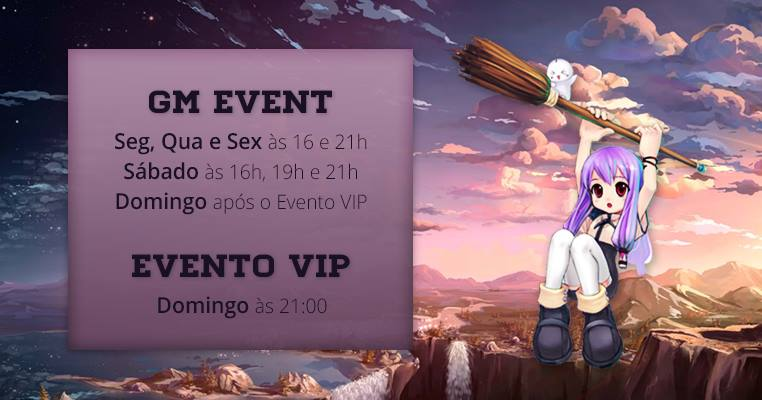 GM EVENT
Seg, Qua e Sex às 16 e 21h
Sábado às 16h, 19h e 21h
Domingo após o Evento VIP
EVENTO VIP
Domingo às 21:00